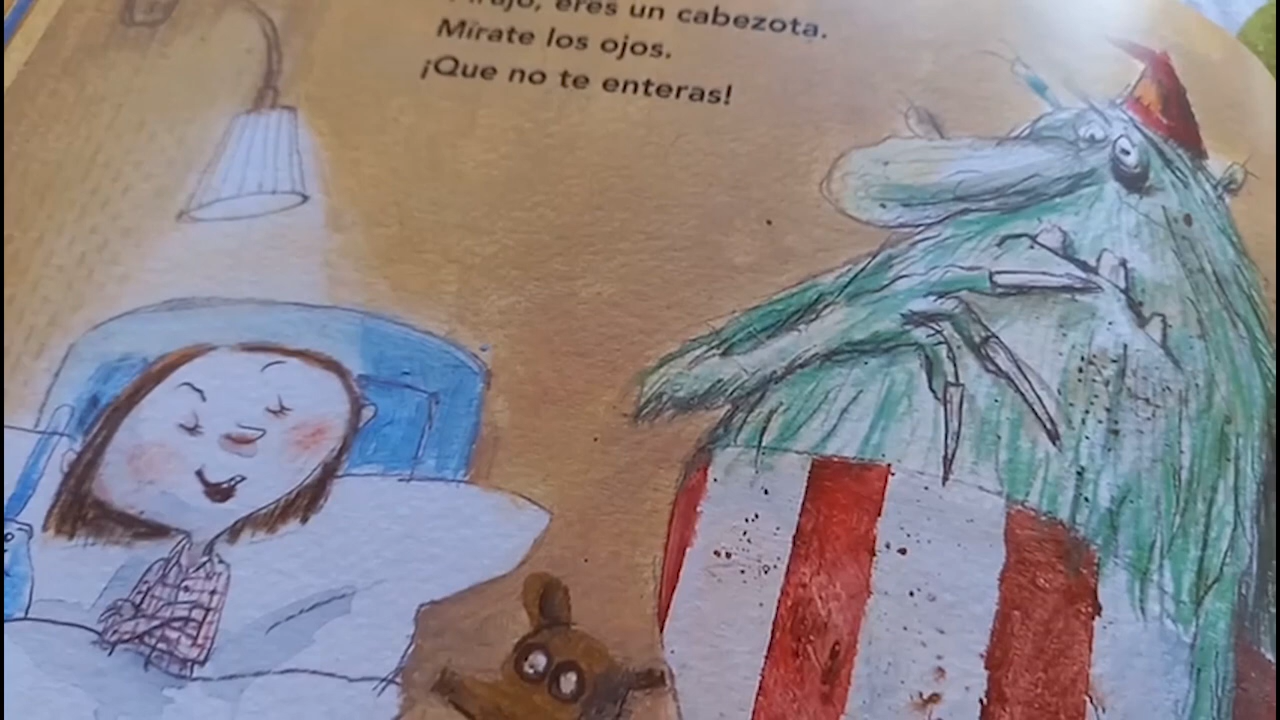 eres un cabezota.
Mírate los ojos.
¡Que no te enteras!